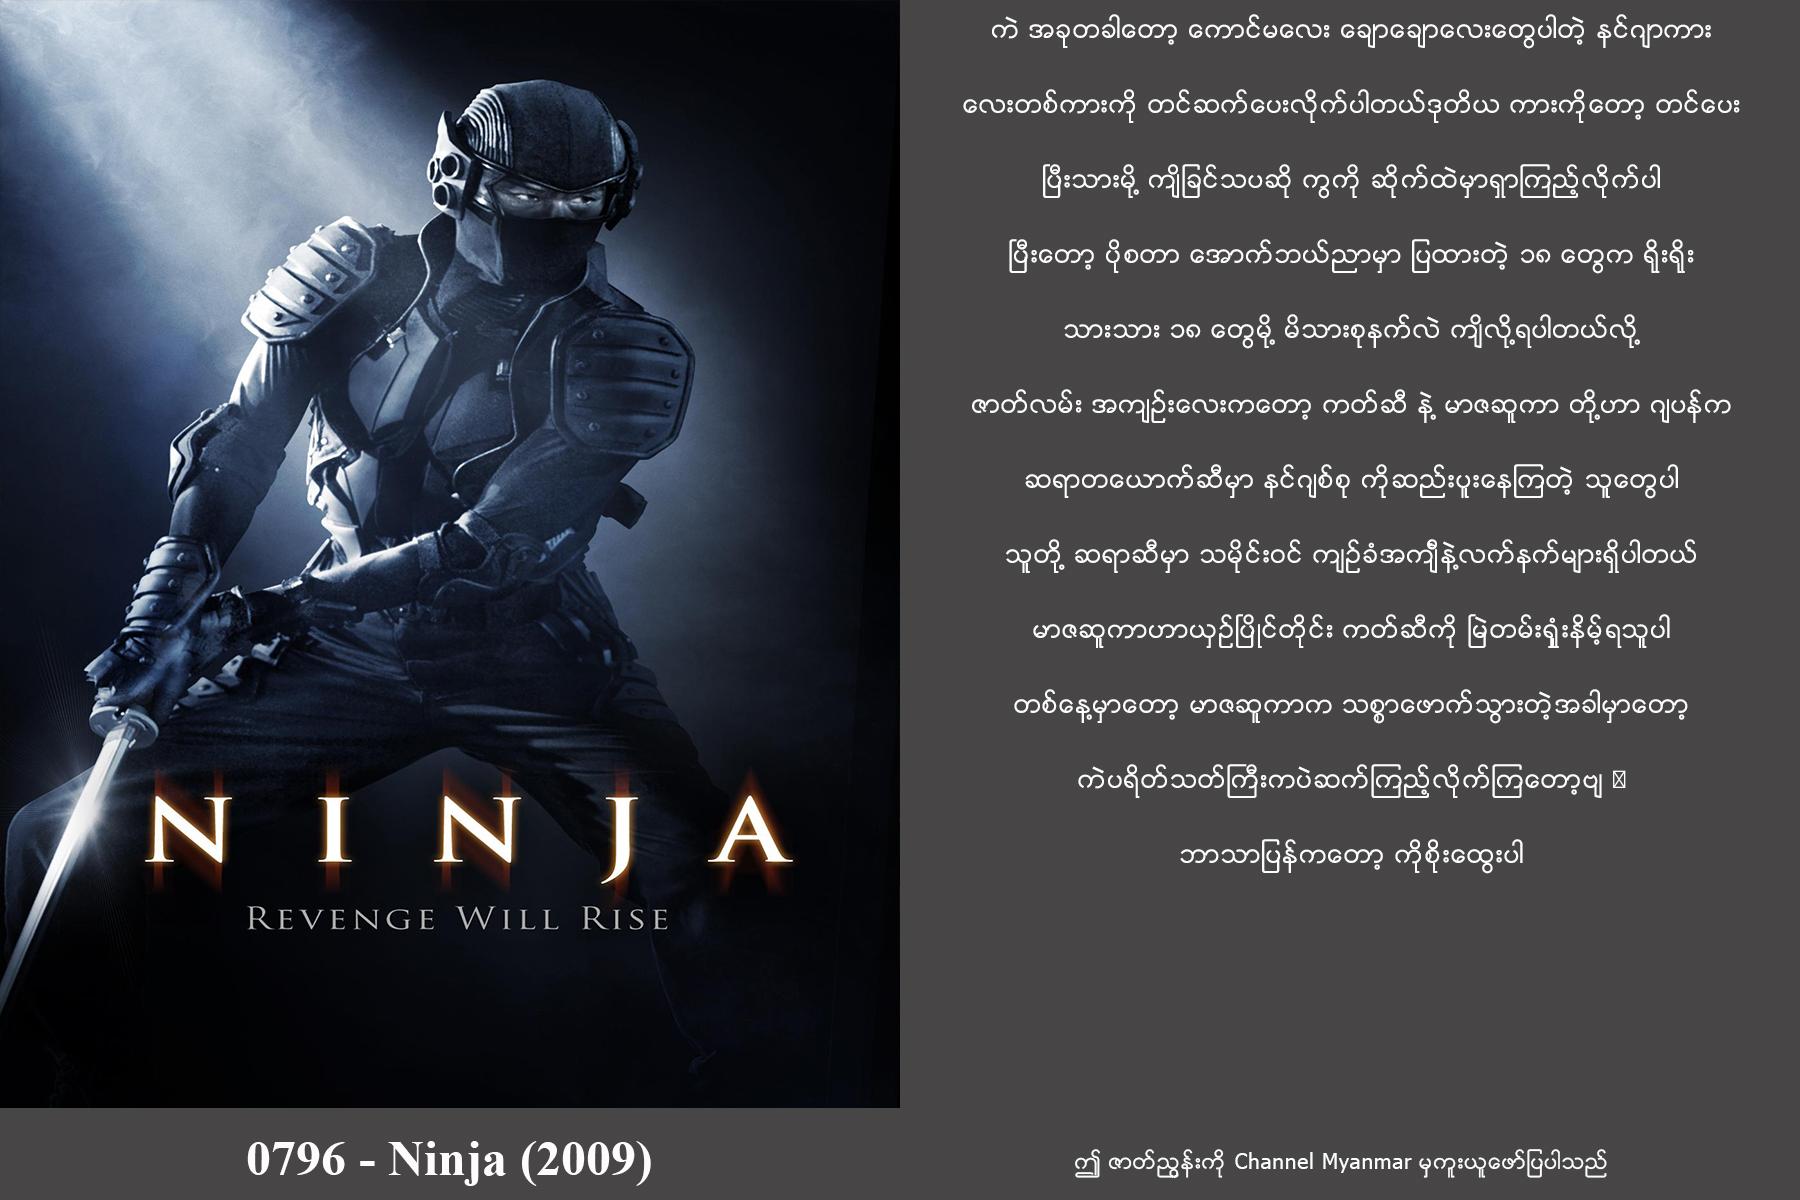 NINJA
REVENGE WILL RISE
0796 - Ninja (2009)
ကဲ အခုတခါတော့ ကောင်မလေး ချောချောလေးတွေပါတဲ့ နင်ဂျာကား
လေးတစ်ကားကို တင်ဆက်ပေးလိုက်ပါတယ်ဒုတိယ ကားကိုတော့ တင်ပေး
ပြီးသားမို့ ကျိခြင်သပဆို ကွကို ဆိုက်ထဲမှာရှာကြည့်လိုက်ပါ
ပြီးတော့ ပိုစတာ အောက်ဘယ်ညာမှာ ပြထားတဲ့ ၁၈ တွေက ရိုးရိုး
သားသား ၁၈ တွေမို့ မိသားစုနက်လဲ ကျိလို့ရပါတယ်လို့
ဇာတ်လမ်း အကျဉ်းလေးကတော့ ကတ်ဆီ နဲ့ မာဇဆူကာ တို့ဟာ ဂျပန်က
ဆရာတယောက်ဆီမှာ နင်ဂျစ်စု ကိုဆည်းပူးနေကြတဲ့ သူတွေပါ
သူတို့ ဆရာဆီမှာ သမိုင်းဝင် ကျဉ်ခံအကျီနဲ့လက်နက်များရှိပါတယ်
မာဇဆူကာဟာယှဉ်ပြိုင်တိုင်း ကတ်ဆီကို မြဲတမ်းရှုံးနိမ့်ရသူပါ
တစ်နေ့မှာတော့ မာဇဆူကာက သစ္စာဖောက်သွားတဲ့အခါမှာတော့
ကဲပရိတ်သတ်ကြီးကပဲဆက်ကြည့်လိုက်ကြတော့ဗျ
ဘာသာပြန်ကတော့ ကိုစိုးထွေးပါ
ဤ ဇာတ်ညွှန်းကို Channel Myanmar မှကူးယူဖော်ပြပါသည်